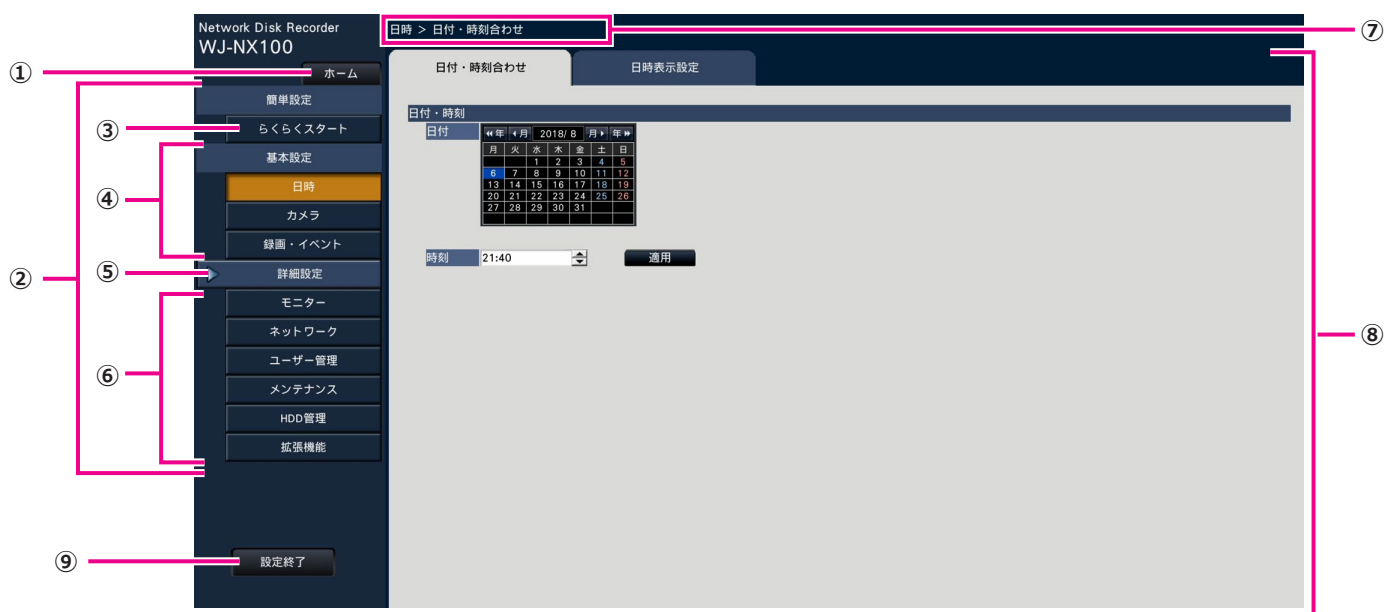 Network Disk Recorder
WJ-NX100
日時 > 日付・時刻合わせ
⑦
① ホーム
日付・時刻合わせ 日時表示設定
② 簡単設定
③ らくらくスタート
④ 基本設定
日時
カメラ
録画・イベント
⑤ 詳細設定
⑥ モニター
ネットワーク
ユーザー管理
メンテナンス
HDD管理
拡張機能
⑨ 設定終了
日付・時刻
日付 年 月 2018/ 8 月 年
月 火 水 木 金 土 日
1 2 3 4 5
6 7 8 9 10 11 12
13 14 15 16 17 18 19
20 21 22 23 24 25 26
27 28 29 30 31
時刻 21:40 適用
⑧